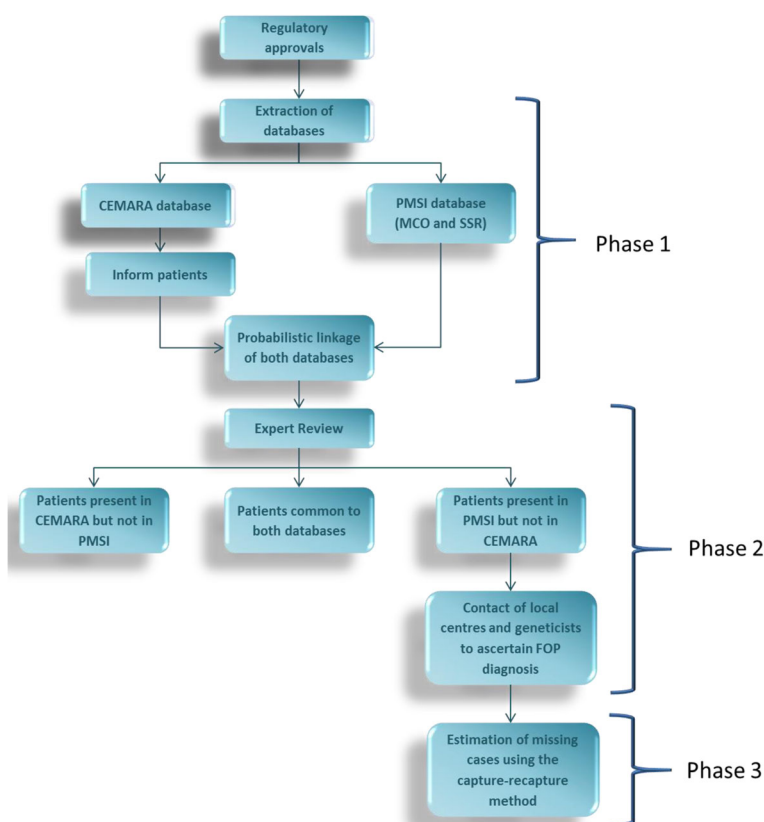 Regulatory
approvals
Extraction of
databases
CEMARA database
PMSI database
(MCO and SSR)
Inform patients
Probabilistic linkage
of both databases
Phase 1
Expert Review
Patients present in
CEMARA but not in
PMSI
Patients common to
both databases
Patients present in
PMSI but not in
CEMARA
Contact of local
centres and geneticists
to ascertain FOP
diagnosis
Phase 2
Estimation of missing
cases using the
capture-recapture
method
Phase 3